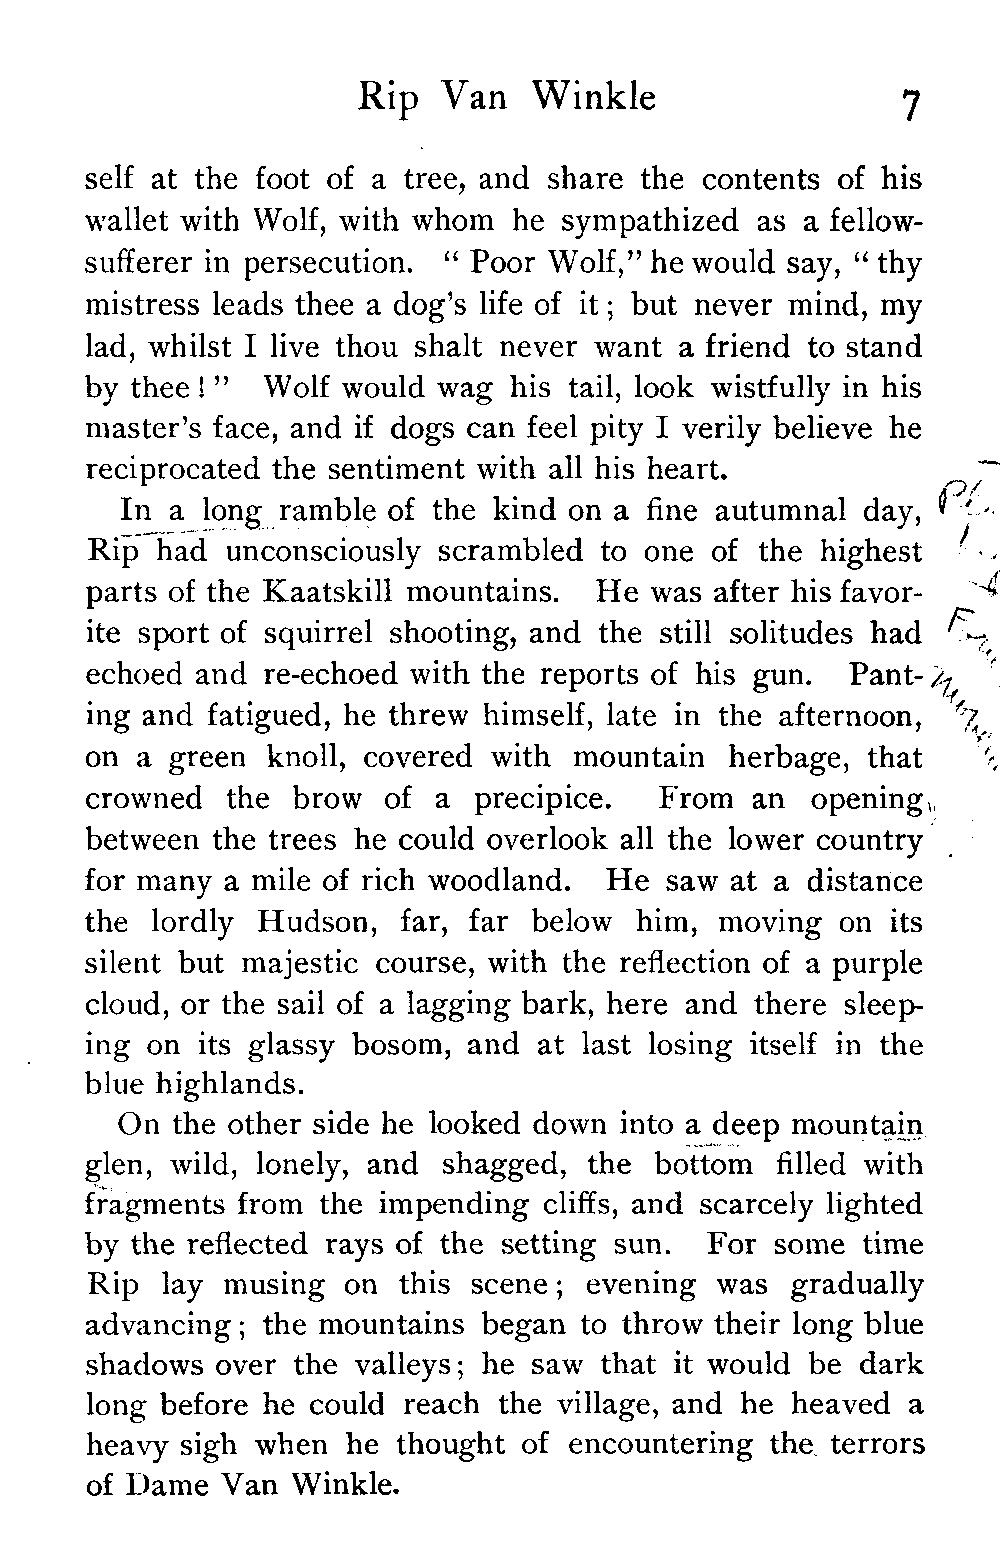 Rip Van Winkle 7
self at the foot of a tree, and share the contents of his
wallet with Wolf, with whom he sympathized as a fellow-
sufferer in persecution. “ Poor Wolf,” he would say, “ thy
mistress leads thee a dog’s life of it ; but never mind, my
lad, whilst I live thou shalt never want a friend to stand
by thee ! ” Wolf would wag his tail, look wistfully in his
master’s face, and if dogs can feel pity I verily believe he
reciprocated the sentiment with all his heart.
In a long ramble of the kind on a fine autumnal day,
Rip had unconsciously scrambled to one of the highest
parts of the Kaatskill mountains. He was after his favor-
ite sport of squirrel shooting, and the still solitudes had
echoed and re-echoed with the reports of his gun. Pant-
ing and fatigued, he threw himself, late in the afternoon,
on a green knoll, covered with mountain herbage, that
crowned the brow of a precipice. From an opening
between the trees he could overlook all the lower country
for many a mile of rich woodland. He saw at a distance
the lordly Hudson, far, far below him, moving on its
silent but majestic course, with the reflection of a purple
cloud, or the sail of a lagging bark, here and there sleep-
ing on its glassy bosom, and at last losing itself in the
blue highlands.
On the other side he looked down into a deep mountain
glen, wild, lonely, and shagged, the bottom filled with
fragments from the impending cliffs, and scarcely lighted
by the reflected rays of the setting sun. For some time
Rip lay musing on this scene ; evening was gradually
advancing ; the mountains began to throw their long blue
shadows over the valleys ; he saw that it would be dark
long before he could reach the village, and he heaved a
heavy sigh when he thought of encountering the terrors
of Dame Van Winkle.